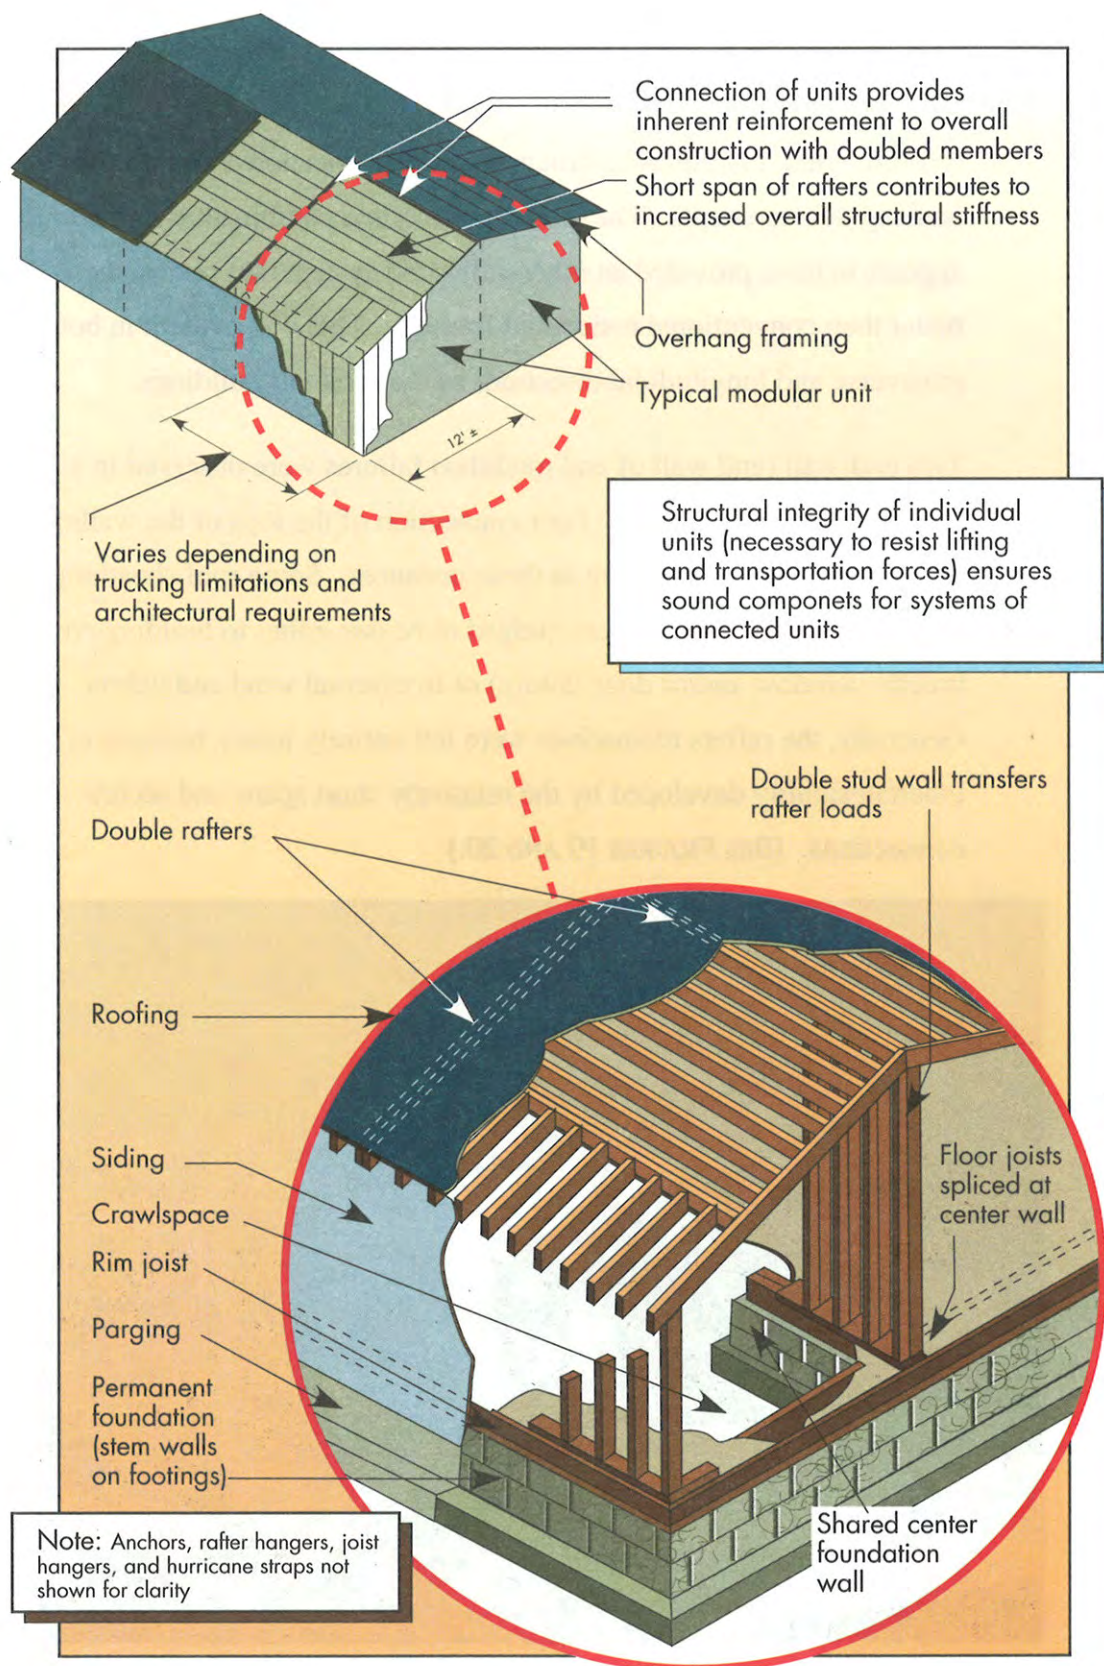 Connection of units provides
inherent reinforcement to overall
construction with doubled members
Short span of rafters contributes to
increased overall structural stiffness
Overhang framing
Typical modular unit
12' ±
Varies depending on
trucking limitations and
architectural requirements
Structural integrity of individual
units (necessary to resist lifting
and transportation forces) ensures
sound componets for systems of
connected units
Double stud wall transfers
rafter loads
Double rafters
Roofing
Siding
Floor joists
spliced at
center wall
Crawlspace
Rim joist
Parging
Permanent
foundation
(stem walls
on footings)
Shared center
foundation
wall
Note: Anchors, rafter hangers, joist
hangers, and hurricane straps not
shown for clarity